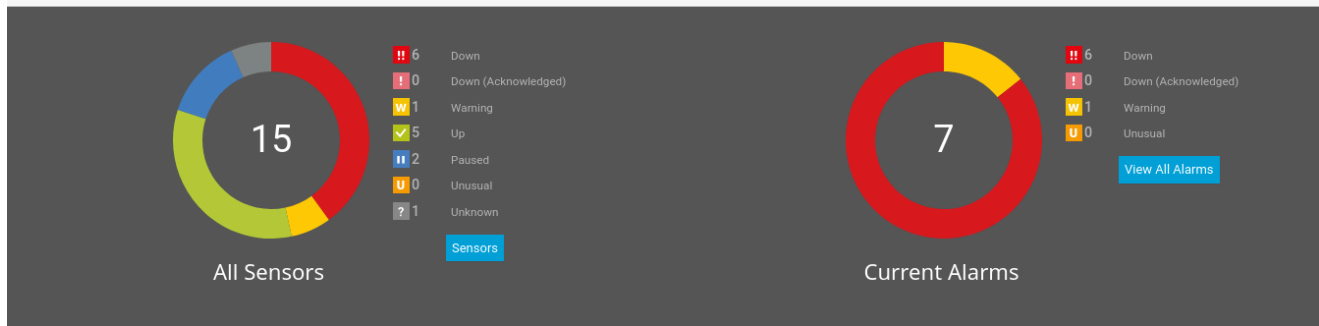 15
!! 6 Down
! 0 Down (Acknowledged)
W 1 Warning
5 Up
2 Paused
U 0 Unusual
? 1 Unknown
Sensors
All Sensors
7
!! 6 Down
! 0 Down (Acknowledged)
W 1 Warning
U 0 Unusual
View All Alarms
Current Alarms